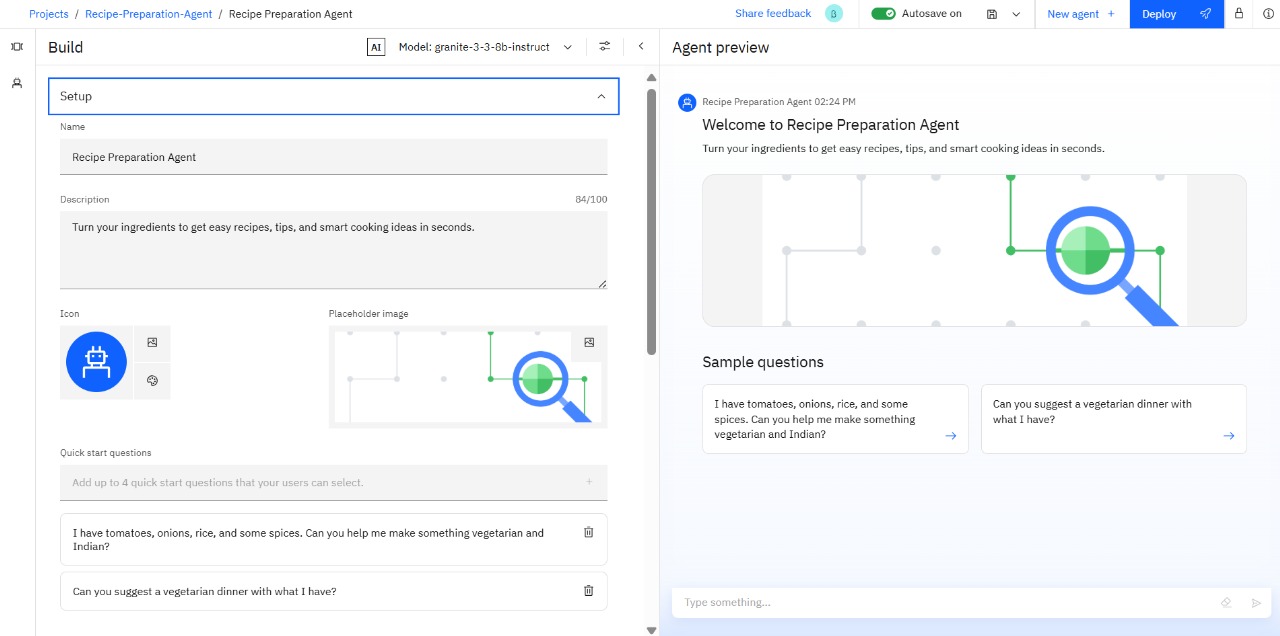 Projects / Recipe-Preparation-Agent / Recipe Preparation Agent
Share feedback
β
Autosave on
New agent +
Deploy
Build
AI
Model: granite-3-3-8b-instruct
Setup
Name
Recipe Preparation Agent
Description
84/100
Turn your ingredients to get easy recipes, tips, and smart cooking ideas in seconds.
Icon
Placeholder image
Quick start questions
Add up to 4 quick start questions that your users can select.
I have tomatoes, onions, rice, and some spices. Can you help me make something vegetarian and
Indian?
Can you suggest a vegetarian dinner with what I have?
Agent preview
Recipe Preparation Agent 02:24 PM
Welcome to Recipe Preparation Agent
Turn your ingredients to get easy recipes, tips, and smart cooking ideas in seconds.
Sample questions
I have tomatoes, onions, rice, and some
spices. Can you help me make something
vegetarian and Indian?
Can you suggest a vegetarian dinner with
what I have?
Type something...